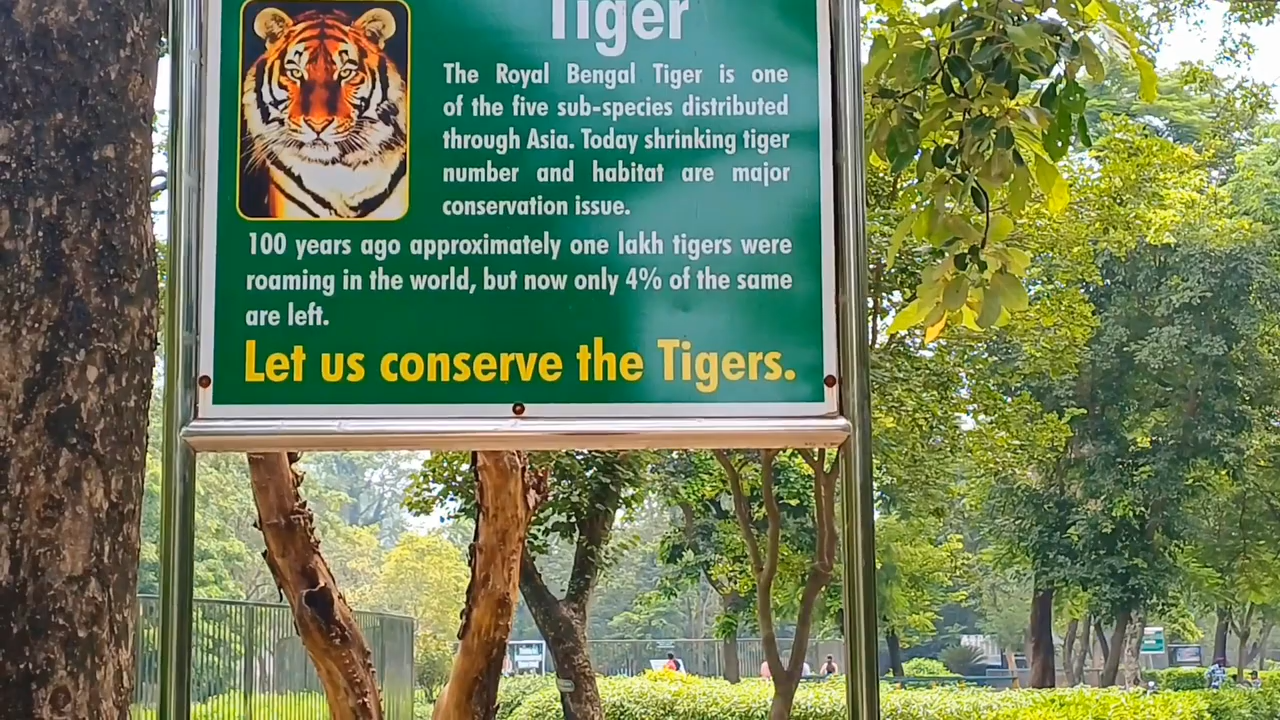 Tiger
The Royal Bengal Tiger is one
of the five sub-species distributed
through Asia. Today shrinking tiger
number and habitat are major
conservation issue.
100 years ago approximately one lakh tigers were
roaming in the world, but now only 4% of the same
are left.
Let us conserve the Tigers.